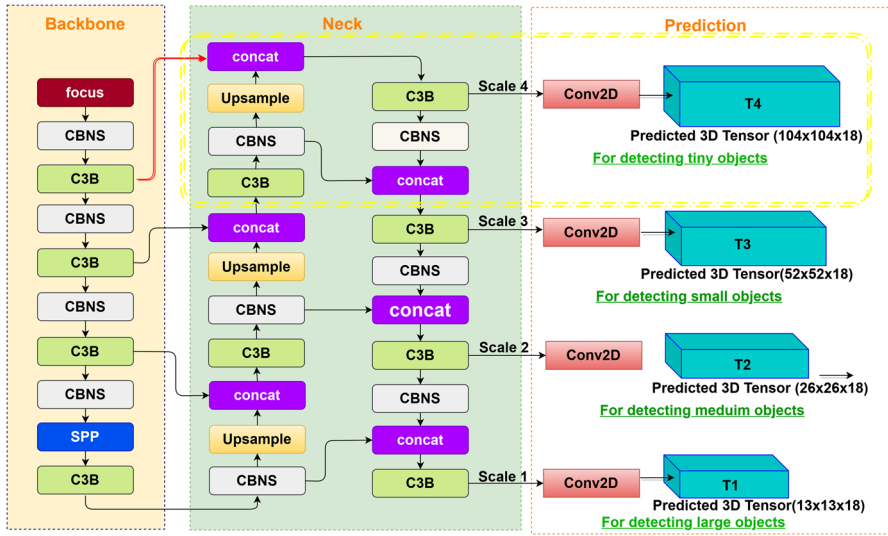 Backbone
focus
CBNS
C3B
CBNS
C3B
CBNS
C3B
CBNS
SPP
C3B
Neck
concat
Upsample
CBNS
C3B
concat
Upsample
CBNS
C3B
concat
Upsample
CBNS
C3B
CBNS
concat
C3B
CBNS
concat
C3B
CBNS
concat
C3B
Prediction
Scale 4
Conv2D
T4
Predicted 3D Tensor (104x104x18)
For detecting tiny objects
Scale 3
Conv2D
T3
Predicted 3D Tensor(52x52x18)
For detecting small objects
Scale 2
Conv2D
T2
Predicted 3D Tensor (26x26x18)
For detecting meduim objects
Scale 1
Conv2D
T1
Predicted 3D Tensor(13x13x18)
For detecting large objects